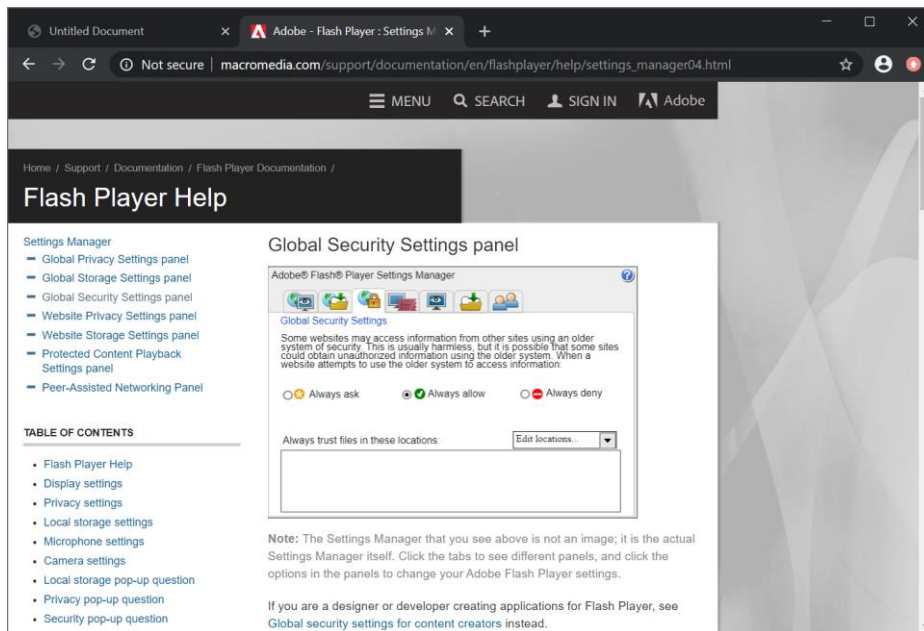 Untitled Document
Adobe - Flash Player : Settings M
Not secure | macromedia.com/support/documentation/en/flashplayer/help/settings_manager04.html
MENU SEARCH SIGN IN Adobe
Home / Support / Documentation / Flash Player Documentation /
Flash Player Help
Settings Manager
Global Privacy Settings panel
Global Storage Settings panel
Global Security Settings panel
Website Privacy Settings panel
Website Storage Settings panel
Protected Content Playback
Settings panel
Peer-Assisted Networking Panel
TABLE OF CONTENTS
Flash Player Help
Display settings
Privacy settings
Local storage settings
Microphone settings
Camera settings
Local storage pop-up question
Privacy pop-up question
Security pop-up question
Global Security Settings panel
Adobe® Flash® Player Settings Manager
?
Global Security Settings
Some websites may access information from other sites using an older
system of security. This is usually harmless, but it is possible that some sites
could obtain unauthorized information using the older system. When a
website attempts to use the older system to access information:
Always ask Always allow Always deny
Always trust files in these locations: Edit locations...
Note: The Settings Manager that you see above is not an image; it is the actual
Settings Manager itself. Click the tabs to see different panels, and click the
options in the panels to change your Adobe Flash Player settings.
If you are a designer or developer creating applications for Flash Player, see
Global security settings for content creators instead.